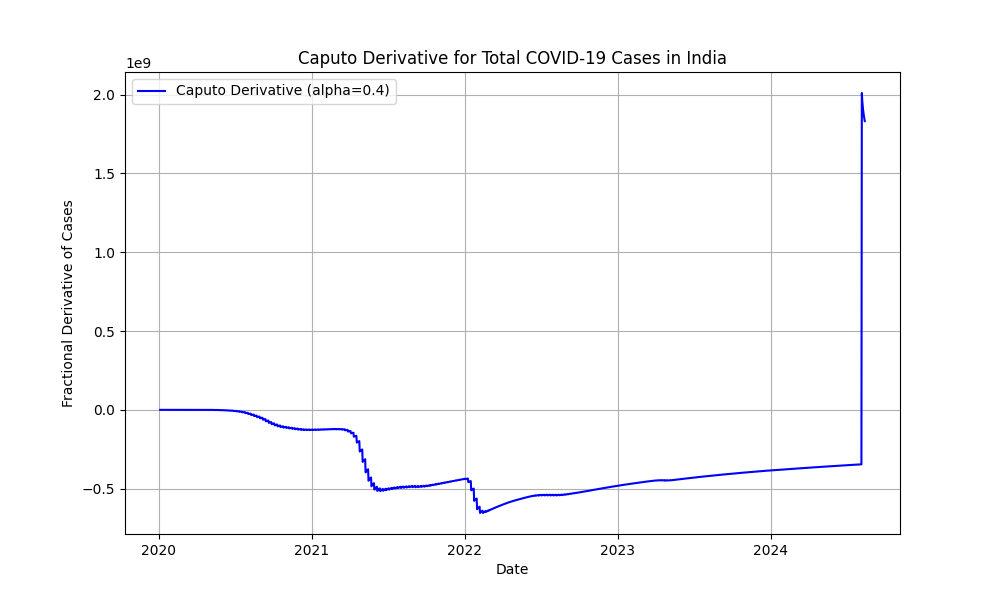 Caputo Derivative for Total COVID-19 Cases in India
1e9
Caputo Derivative (alpha=0.4)
2.0
1.5
1.0
0.5
0.0
−0.5
Fractional Derivative of Cases
2020 2021 2022 2023 2024
Date